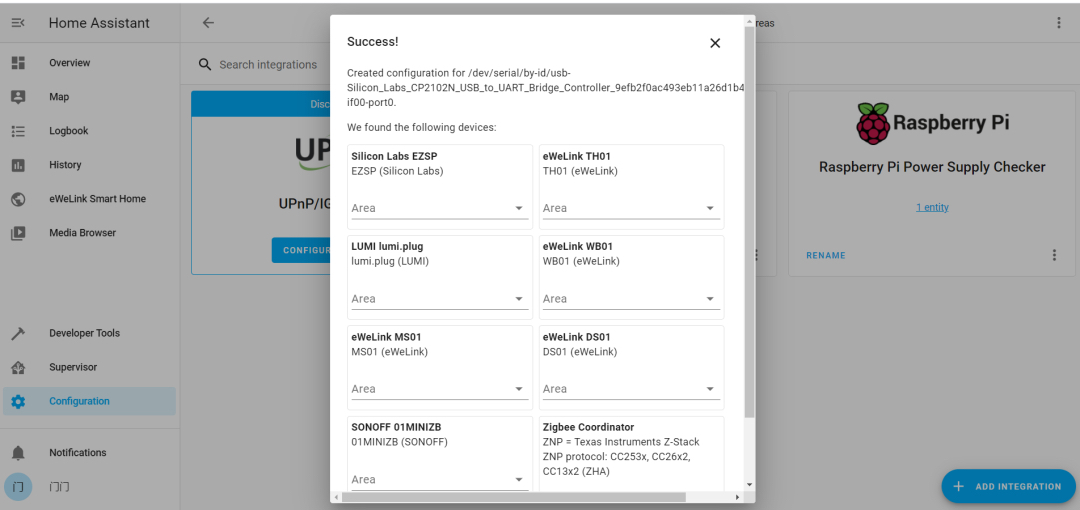 Home Assistant
Overview
Map
Logbook
History
eWeLink Smart Home
Media Browser
Developer Tools
Supervisor
Configuration
Notifications
reas
Search integrations
Disc
UP
UPnP/IG
CONFIGUR
Success!
Created configuration for /dev/serial/by-id/usb-
Silicon_Labs_CP2102N_USB_to_UART_Bridge_Controller_9efb2f0ac493eb11a26d1b4
if00-port0.
We found the following devices:
Silicon Labs EZSP
EZSP (Silicon Labs)
Area
eWeLink TH01
TH01 (eWeLink)
Area
LUMI lumi.plug
lumi.plug (LUMI)
Area
eWeLink WB01
WB01 (eWeLink)
Area
eWeLink MS01
MS01 (eWeLink)
Area
eWeLink DS01
DS01 (eWeLink)
Area
SONOFF 01MINIZB
01MINIZB (SONOFF)
Area
Zigbee Coordinator
ZNP = Texas Instruments Z-Stack
ZNP protocol: CC253x, CC26x2,
CC13x2 (ZHA)
Raspberry Pi
Raspberry Pi Power Supply Checker
1 entity
RENAME
ADD INTEGRATION